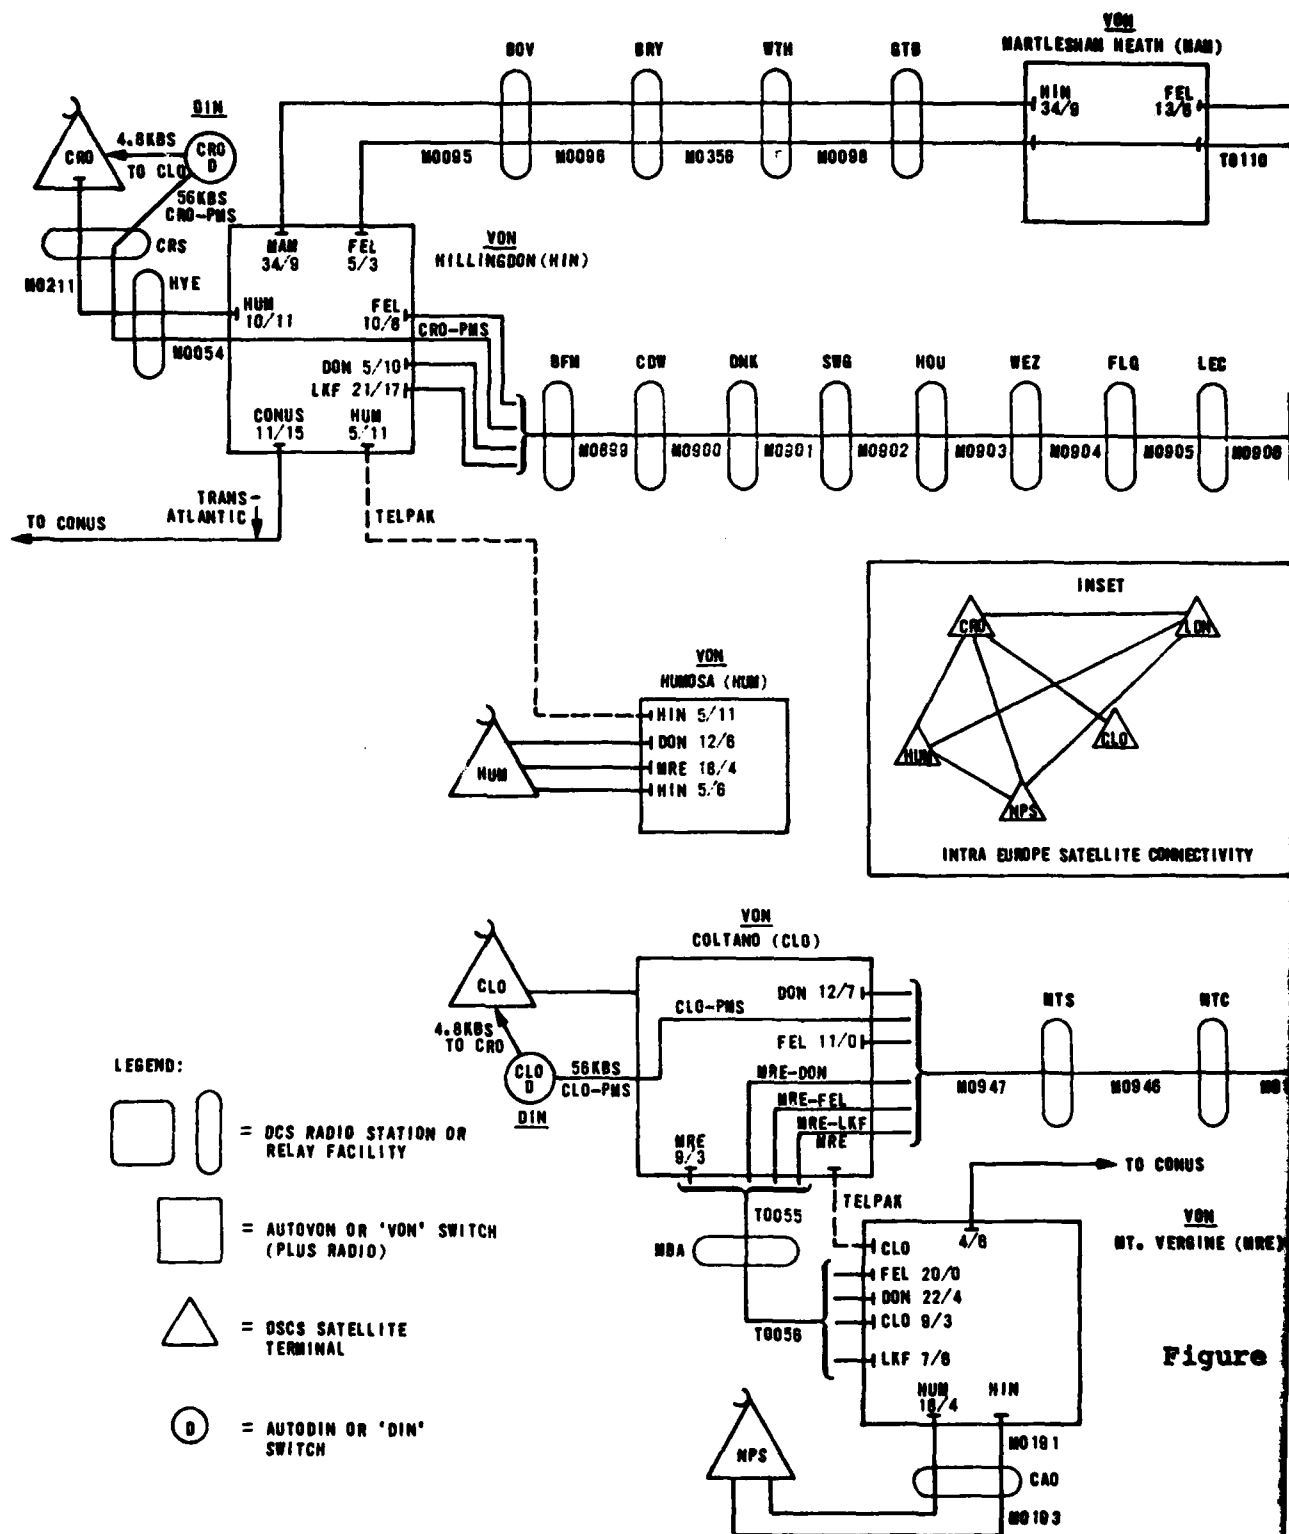 VON
MARTLESHAM HEATH (MAM)
BOV
BRY
WTH
GTB
HIN
34/9
FEL
13/6
M0095
M0096
M0356
M0098
T0110
DIN
CRO
4.8KBS
TO CLO
CRO
D
56KBS
CRO-PMS
CRS
M0211
HYE
M0054
MAM
34/9
FEL
5/3
VON
HILLINGDON (HIN)
HUM
10/11
FEL
10/6
CRO-PMS
DON 5/10
LKF 21/17
CONUS
11/15
HUM
5/11
BFM
CDW
DNK
SWG
HOU
WEZ
FLQ
LEC
M0899
M0900
M0901
M0902
M0903
M0904
M0905
M0906
TRANS-
ATLANTIC
TO CONUS
TELPAK
INSET
CRO
LDN
HUM
CLO
NPS
INTRA EUROPE SATELLITE CONNECTIVITY
VON
HUMOSA (HUM)
HUM
HIN 5/11
DON 12/6
MRE 18/4
HIN 5/6
VON
COLTANO (CLO)
CLO
4.8KBS
TO CRO
CLO
D
DIN
56KBS
CLO-PMS
CLO-PMS
DON 12/7
FEL 11/0
MRE-DON
MRE-FEL
MRE-LKF
MRE
9/3
MRE
MTS
MTC
M0947
M0946
T0055
TELPAK
MBA
T0056
TO CONUS
4/6
VON
MT. VERGINE (MRE)
CLO
FEL 20/0
DON 22/4
CLO 9/3
LKF 7/6
HUM
18/4
HIN
M0191
CAO
M0193
NPS
LEGEND:
= DCS RADIO STATION OR
RELAY FACILITY
= AUTOVON OR 'VON' SWITCH
(PLUS RADIO)
= DSCS SATELLITE
TERMINAL
D
= AUTODIN OR 'DIN'
SWITCH
Figure